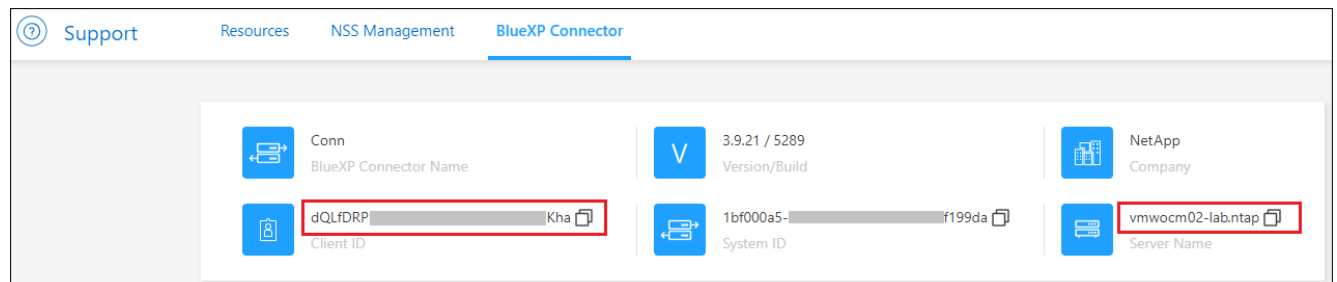 Support Resources NSS Management BlueXP Connector
Conn
BlueXP Connector Name
3.9.21 / 5289
Version/Build
NetApp
Company
dQLfDRP Kha
Client ID
1bf000a5- f199da
System ID
vmwocm02-lab.ntap
Server Name